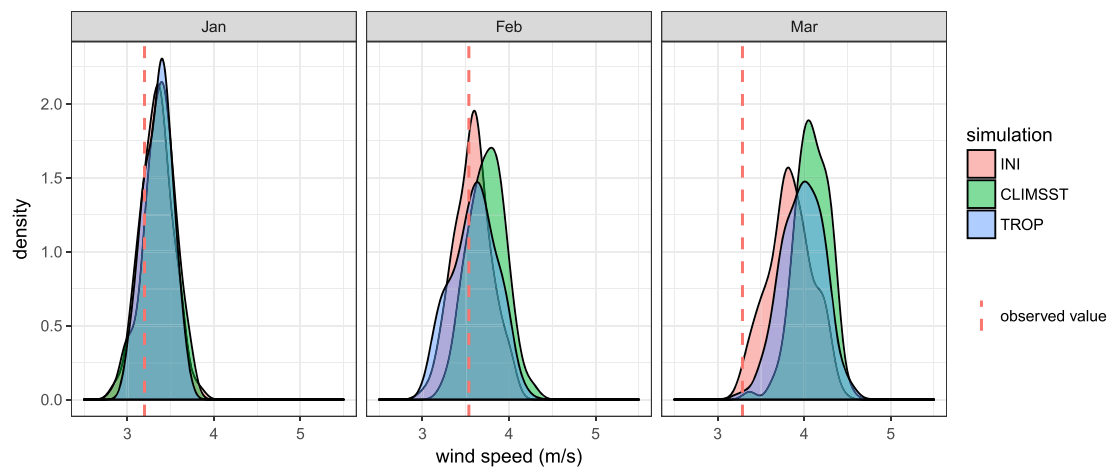 Jan Feb Mar
density
2.0
1.5
1.0
0.5
0.0
3 4 5 3 4 5 3 4 5
wind speed (m/s)
simulation
INI
CLIMSST
TROP
observed value